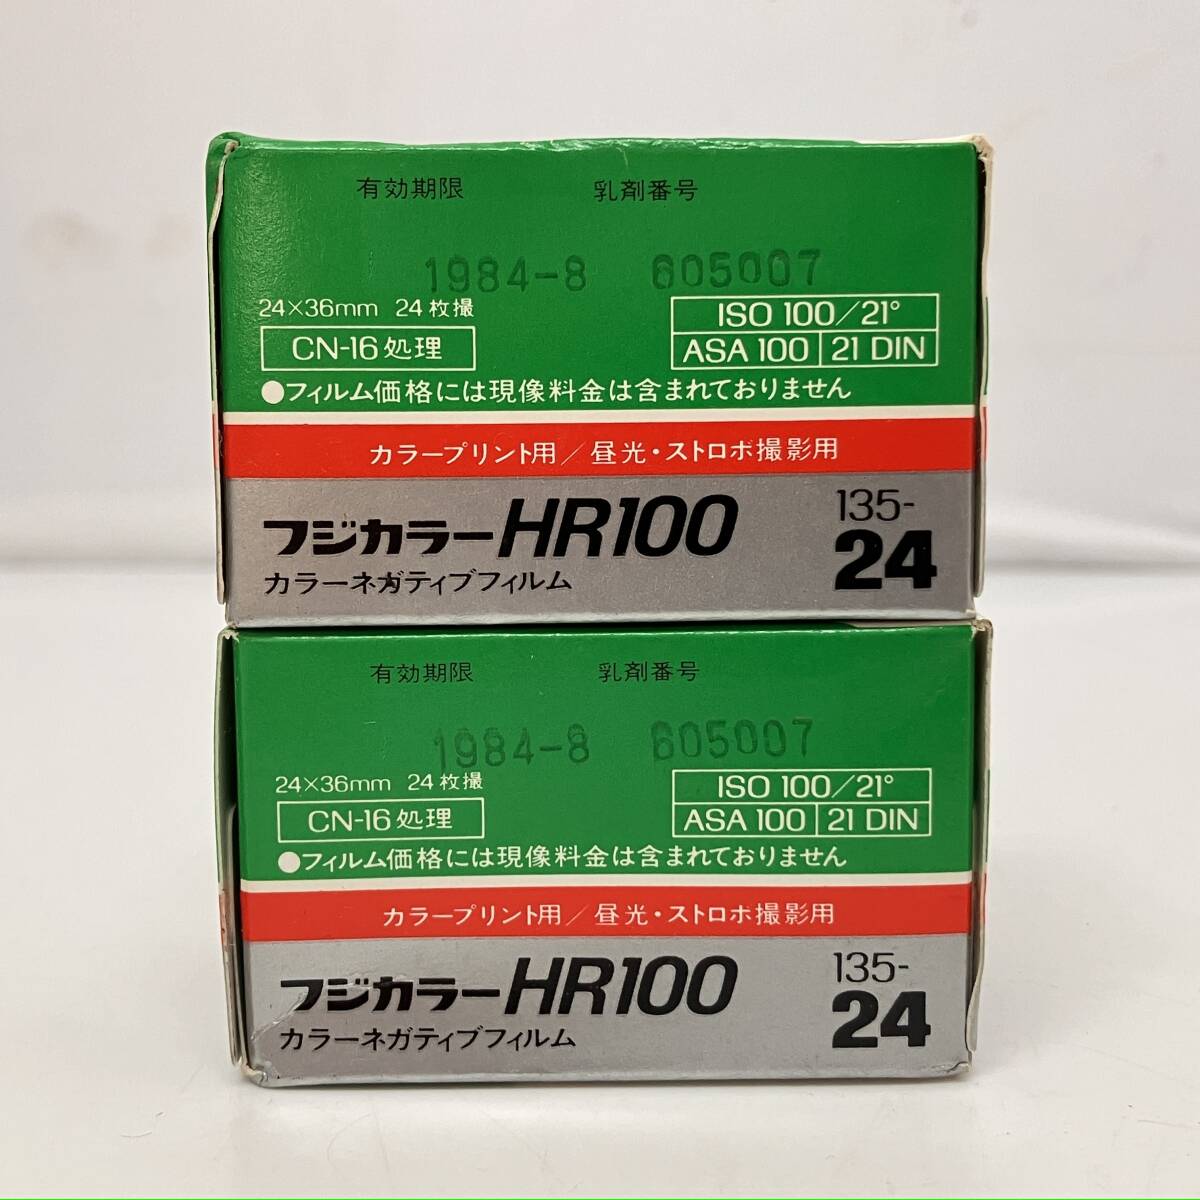 有効期限 乳剤番号
1984-8 605007
24×36mm 24枚撮
CN-16処理
ISO 100/21°
ASA 100 21 DIN
●フィルム価格には現像料金は含まれておりません
カラープリント用/昼光・ストロボ撮影用
フジカラーHR100
カラーネガティブフィルム
135-
24
有効期限 乳剤番号
1984-8 605007
24×36mm 24枚撮
CN-16処理
ISO 100/21°
ASA 100 21 DIN
●フィルム価格には現像料金は含まれておりません
カラープリント用/昼光・ストロボ撮影用
フジカラーHR100
カラーネガティブフィルム
135-
24